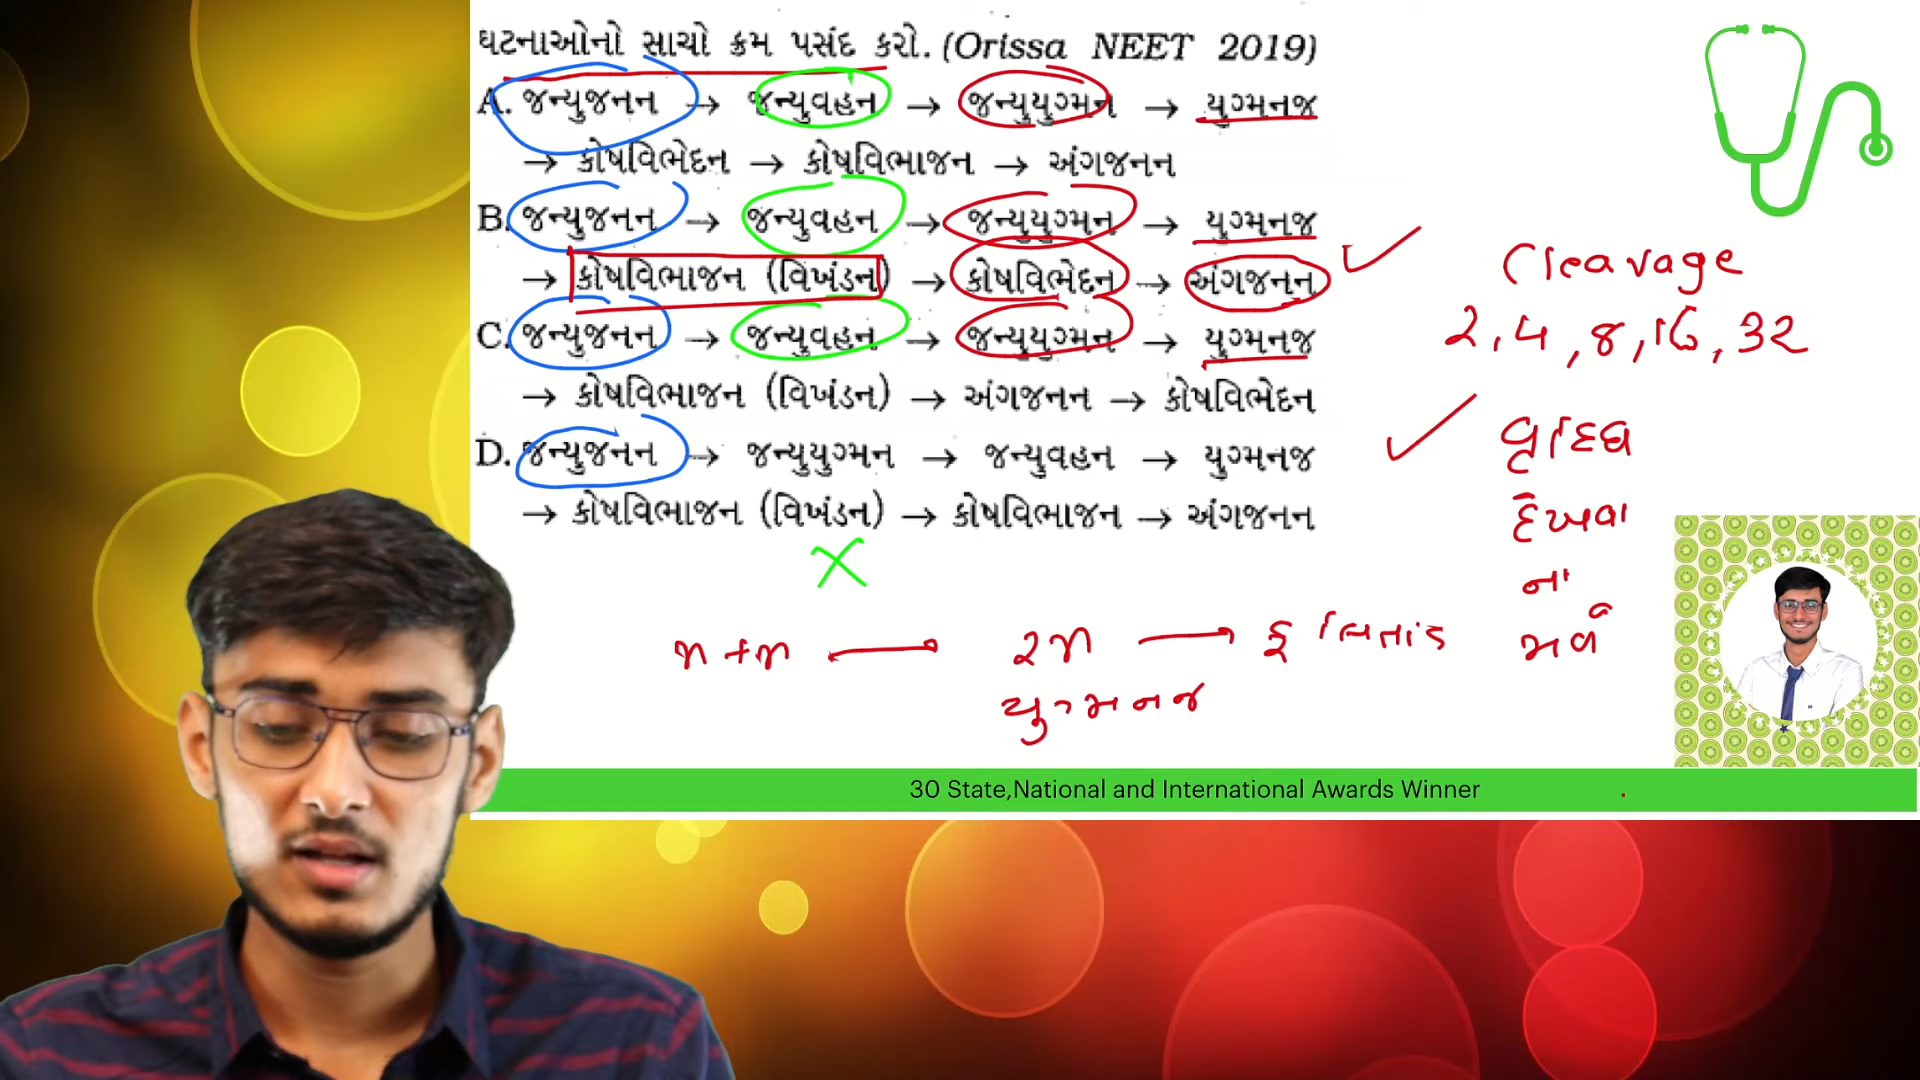 ઘટનાઓનો સાચો ક્રમ પસંદ કરો. (Orissa NEET 2019)
A. જન્યુજનન → જન્યુવહન → જન્યુયુગ્મન → યુગ્મનજ
→ કોષવિભેદન → કોષવિભાજન → અંગજનન
B. જન્યુજનન → જન્યુવહન → જન્યુયુગ્મન → યુગ્મનજ
→ કોષવિભાજન (વિખંડન) → કોષવિભેદન → અંગજનન
C. જન્યુજનન → જન્યુવહન → જન્યુયુગ્મન → યુગ્મનજ
→ કોષવિભાજન (વિખંડન) → અંગજનન → કોષવિભેદન
D. જન્યુજનન → જન્યુયુગ્મન → જન્યુવહન → યુગ્મનજ
→ કોષવિભાજન (વિખંડન) → કોષવિભાજન → અંગજનન
Cleavage
2, 4, 8, 16, 32
n + n → 2n →
યુગ્મનજ
30 State,National and International Awards Winner